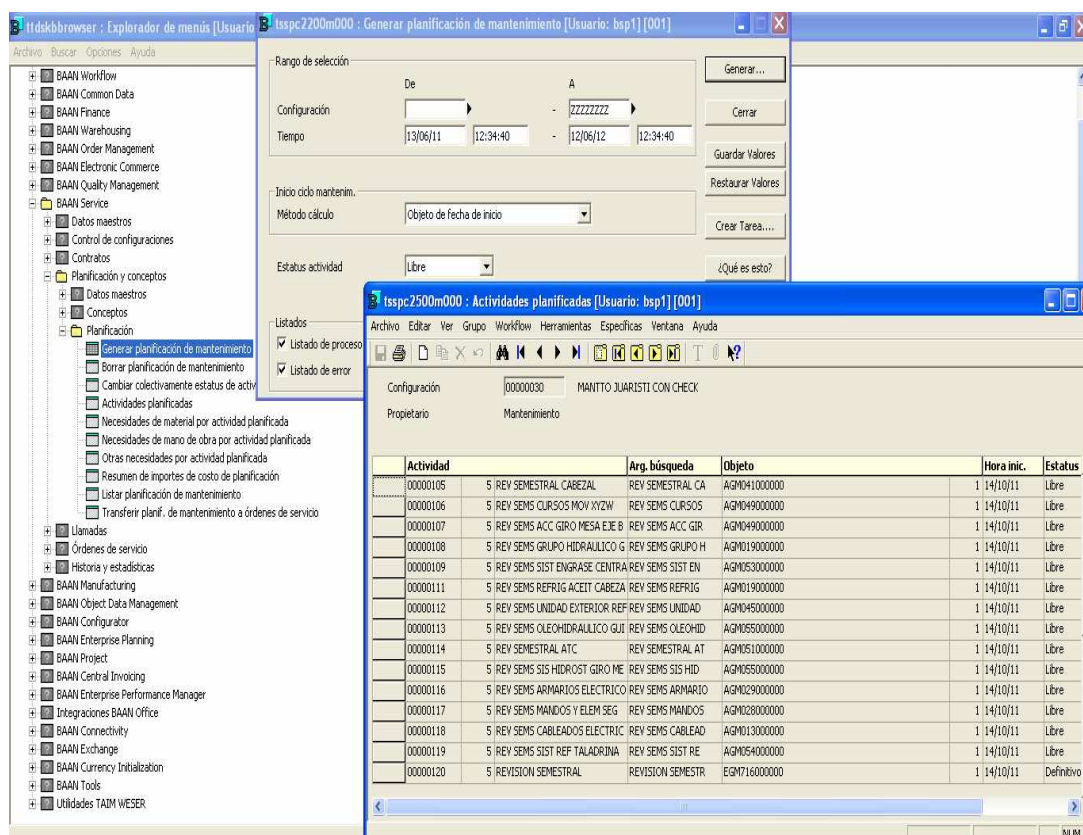 ttdskbbrowser : Explorador de menús [Usuario
Archivo Buscar Opciones Ayuda
BAAN Workflow
BAAN Common Data
BAAN Finance
BAAN Warehousing
BAAN Order Management
BAAN Electronic Commerce
BAAN Quality Management
BAAN Service
Datos maestros
Control de configuraciones
Contratos
Planificación y conceptos
Datos maestros
Conceptos
Planificación
Generar planificación de mantenimiento
Borrar planificación de mantenimiento
Cambiar colectivamente estatus de activ
Actividades planificadas
Necesidades de material por actividad planificada
Necesidades de mano de obra por actividad planificada
Otras necesidades por actividad planificada
Resumen de importes de costo de planificación
Listar planificación de mantenimiento
Transferir planif. de mantenimiento a órdenes de servicio
Llamadas
Órdenes de servicio
Historia y estadísticas
BAAN Manufacturing
BAAN Object Data Management
BAAN Configurator
BAAN Enterprise Planning
BAAN Project
BAAN Central Invoicing
BAAN Enterprise Performance Manager
Integraciones BAAN Office
BAAN Connectivity
BAAN Exchange
BAAN Currency Initialization
BAAN Tools
Utilidades TAIM WESER
tsspc2200m000 : Generar planificación de mantenimiento [Usuario: bsp1] [001]
Rango de selección
De A
Configuración - ZZZZZZZZ
Tiempo 13/06/11 12:34:40 - 12/06/12 12:34:40
Inicio ciclo mantenim.
Método cálculo Objeto de fecha de inicio
Estatus actividad Libre
Listados
Listado de proceso
Listado de error
Generar...
Cerrar
Guardar Valores
Restaurar Valores
Crear Tarea....
¿Qué es esto?
tsspc2500m000 : Actividades planificadas [Usuario: bsp1] [001]
Archivo Editar Ver Grupo Workflow Herramientas Específicas Ventana Ayuda
Configuración 00000030 MANTTO JUARISTI CON CHECK
Propietario Mantenimiento
Actividad Arg. búsqueda Objeto Hora inic. Estatus
00000105 5 REV SEMESTRAL CABEZAL REV SEMESTRAL CA AGM041000000 1 14/10/11 Libre
00000106 5 REV SEMS CURSOS MOV XYZW REV SEMS CURSOS AGM049000000 1 14/10/11 Libre
00000107 5 REV SEMS ACC GIRO MESA EJE B REV SEMS ACC GIR AGM049000000 1 14/10/11 Libre
00000108 5 REV SEMS GRUPO HIDRAULICO G REV SEMS GRUPO H AGM019000000 1 14/10/11 Libre
00000109 5 REV SEMS SIST ENGRASE CENTRA REV SEMS SIST EN AGM053000000 1 14/10/11 Libre
00000111 5 REV SEMS REFRIG ACEIT CABEZA REV SEMS REFRIG AGM019000000 1 14/10/11 Libre
00000112 5 REV SEMS UNIDAD EXTERIOR REF REV SEMS UNIDAD AGM045000000 1 14/10/11 Libre
00000113 5 REV SEMS OLEOHIDRAULICO GUI REV SEMS OLEOHID AGM055000000 1 14/10/11 Libre
00000114 5 REV SEMESTRAL ATC REV SEMESTRAL AT AGM051000000 1 14/10/11 Libre
00000115 5 REV SEMS SIS HIDROST GIRO ME REV SEMS SIS HID AGM055000000 1 14/10/11 Libre
00000116 5 REV SEMS ARMARIOS ELECTRICO REV SEMS ARMARIO AGM029000000 1 14/10/11 Libre
00000117 5 REV SEMS MANDOS Y ELEM SEG REV SEMS MANDOS AGM028000000 1 14/10/11 Libre
00000118 5 REV SEMS CABLEADOS ELECTRIC REV SEMS CABLEAD AGM013000000 1 14/10/11 Libre
00000119 5 REV SEMS SIST REF TALADRINA REV SEMS SIST RE AGM054000000 1 14/10/11 Libre
00000120 5 REVISION SEMESTRAL REVISION SEMESTR EGM716000000 1 14/10/11 Definitivo
NUM